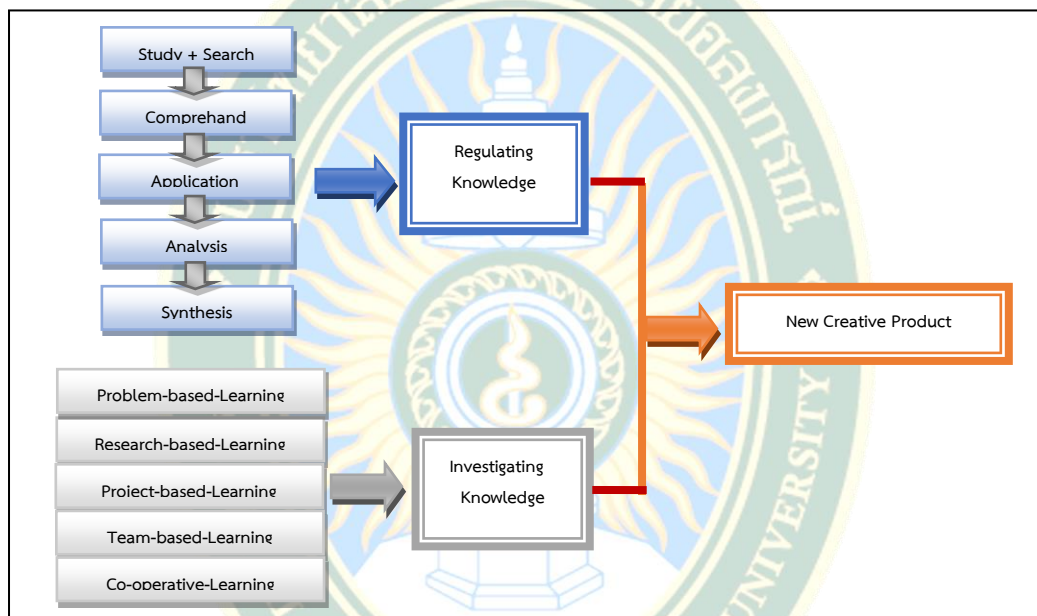 Study + Search
Comprehand
Application
Analysis
Synthesis
Regulating
Knowledge
New Creative Product
Problem-based-Learning
Research-based-Learning
Project-based-Learning
Team-based-Learning
Co-operative-Learning
Investigating
Knowledge
UNIVERSITY